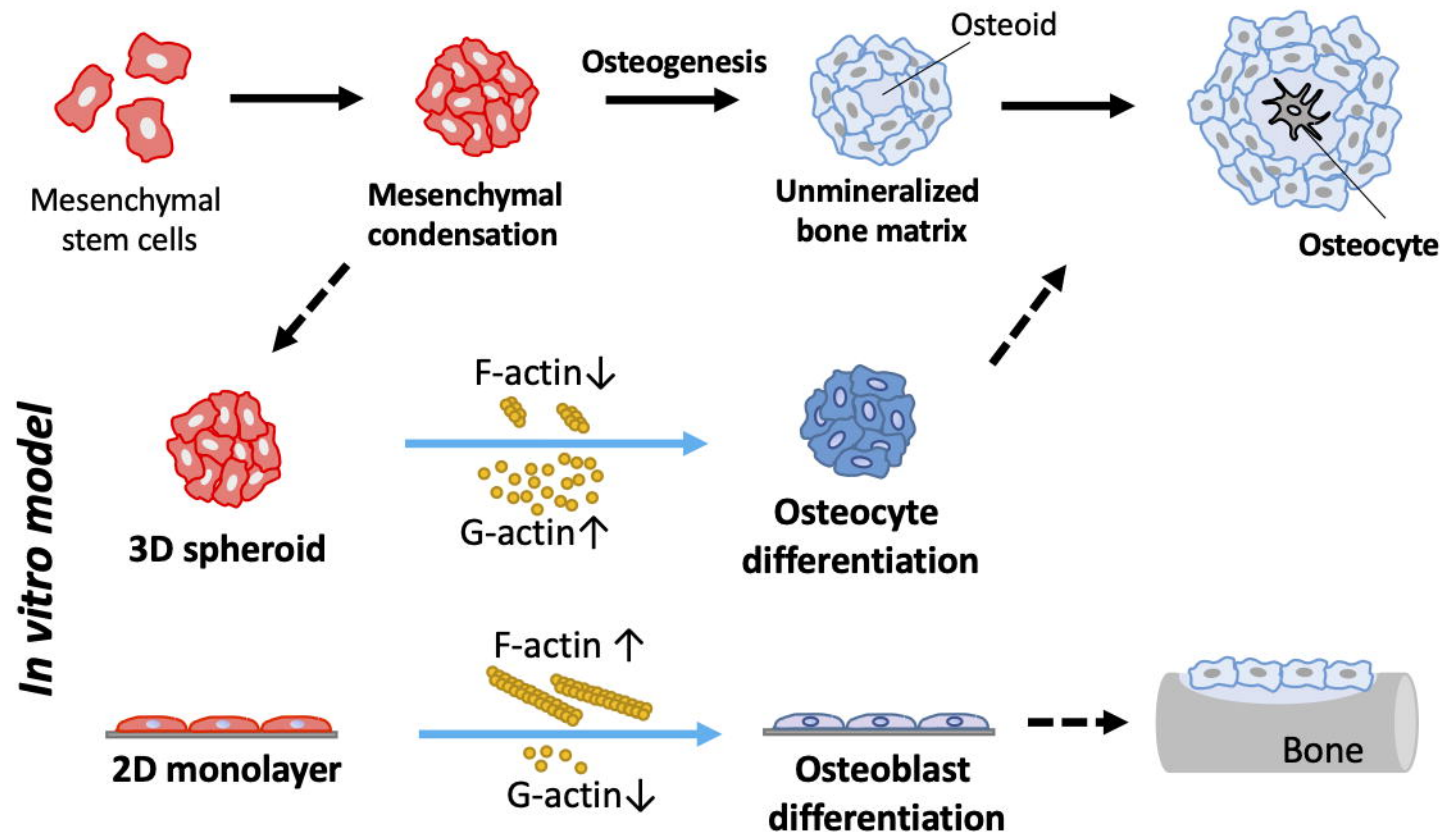 Osteoid
Osteogenesis
Mesenchymal
stem cells
Mesenchymal
condensation
Unmineralized
bone matrix
Osteocyte
In vitro model
F-actin↓
G-actin↑
3D spheroid
Osteocyte
differentiation
F-actin ↑
G-actin↓
2D monolayer
Osteoblast
differentiation
Bone